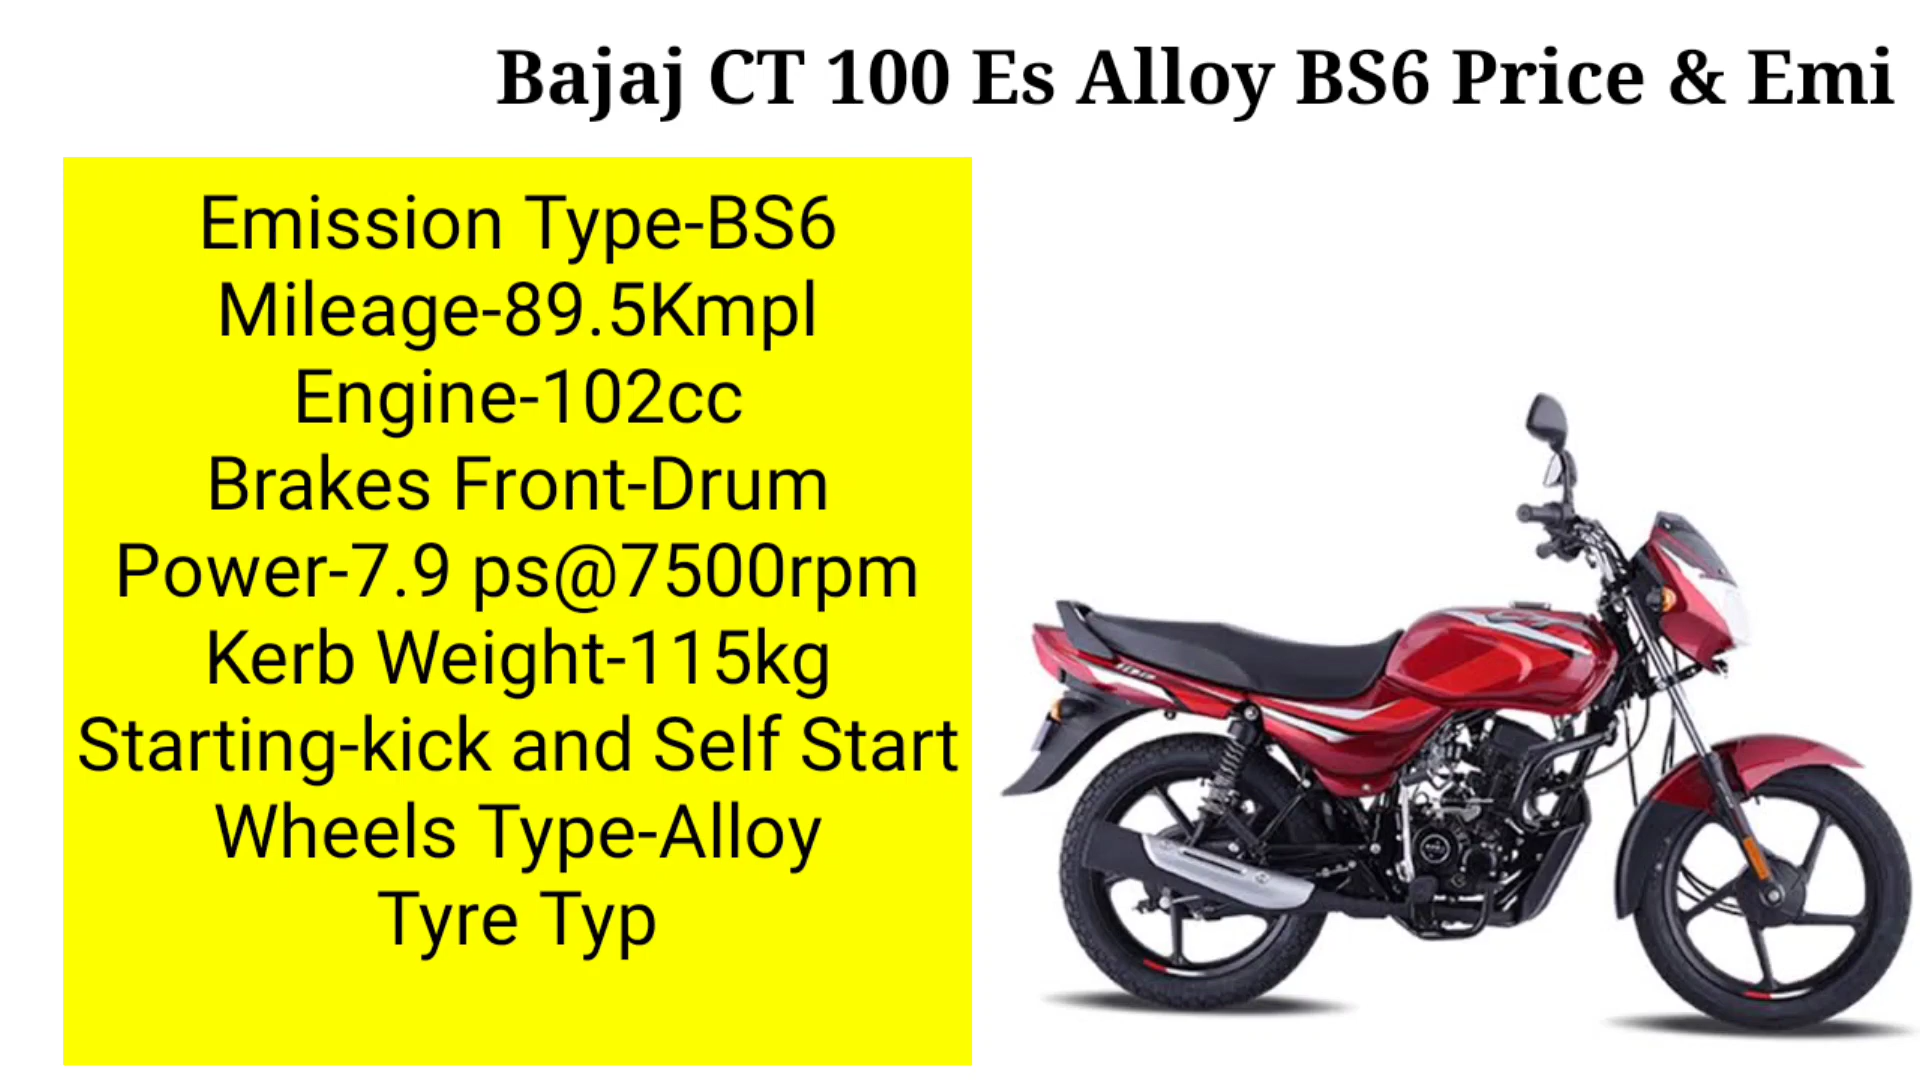 Bajaj CT 100 Es Alloy BS6 Price & Emi
Emission Type-BS6
Mileage-89.5Kmpl
Engine-102cc
Brakes Front-Drum
Power-7.9 ps@7500rpm
Kerb Weight-115kg
Starting-kick and Self Start
Wheels Type-Alloy
Tyre Typ